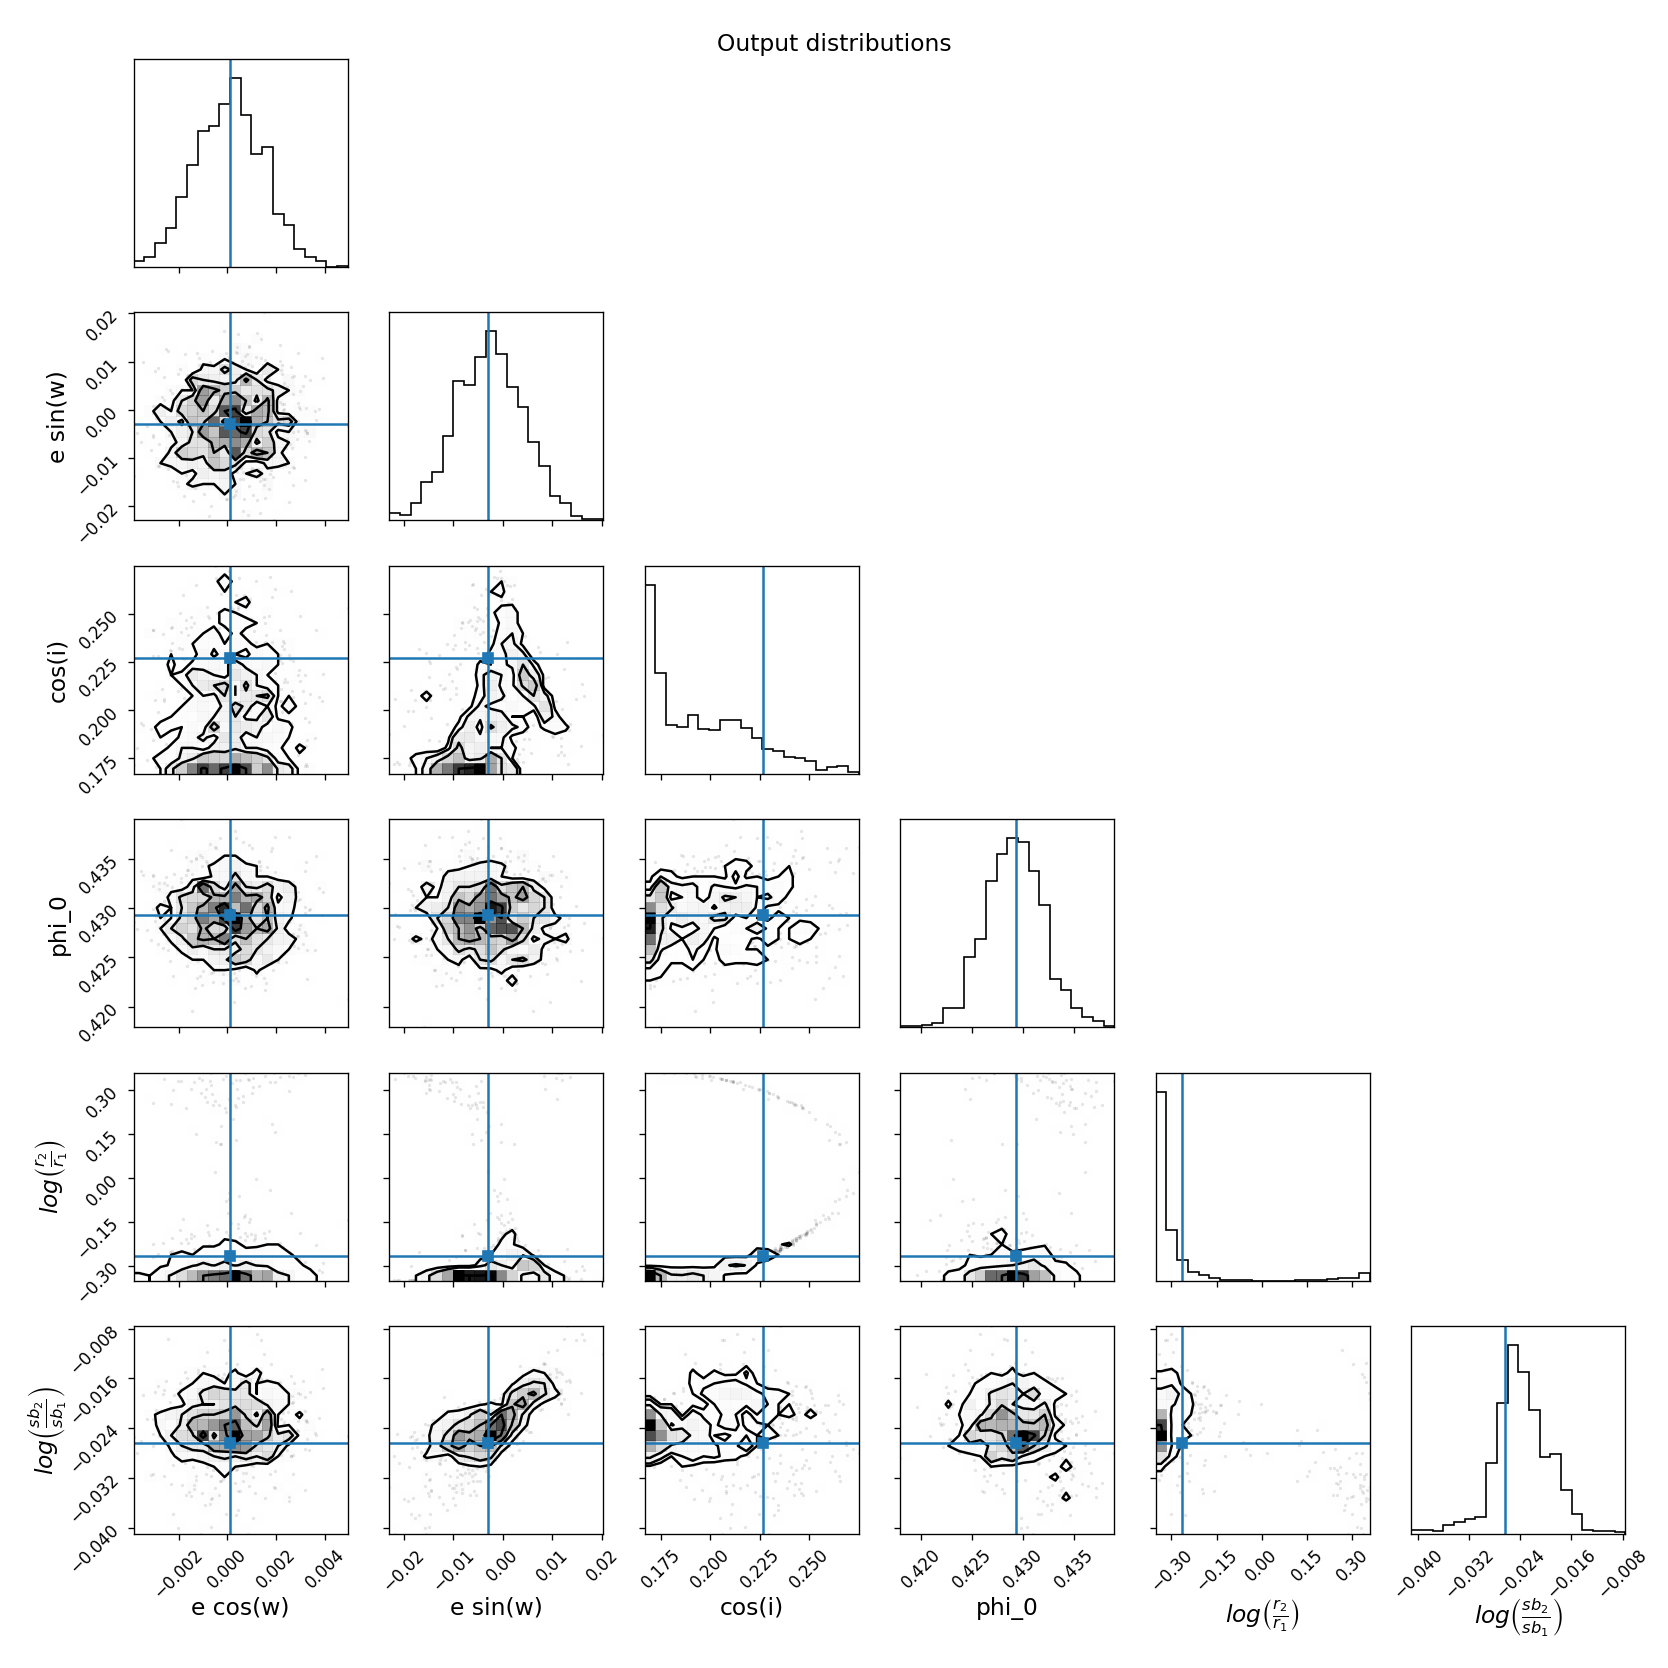 Output distributions
e sin(w)
0.02
0.01
0.00
−0.01
−0.02
cos(i)
0.250
0.225
0.200
0.175
phi_0
0.435
0.430
0.425
0.420
log(r₂/r₁)
0.30
0.15
0.00
−0.15
−0.30
log(sb₂/sb₁)
−0.008
−0.016
−0.024
−0.032
−0.040
−0.002 0.000 0.002 0.004
−0.02 −0.01 0.00 0.01 0.02
0.175 0.200 0.225 0.250
0.420 0.425 0.430 0.435
−0.30 −0.15 0.00 0.15 0.30
−0.040 −0.032 −0.024 −0.016 −0.008
e cos(w)
e sin(w)
cos(i)
phi_0
log(r₂/r₁)
log(sb₂/sb₁)